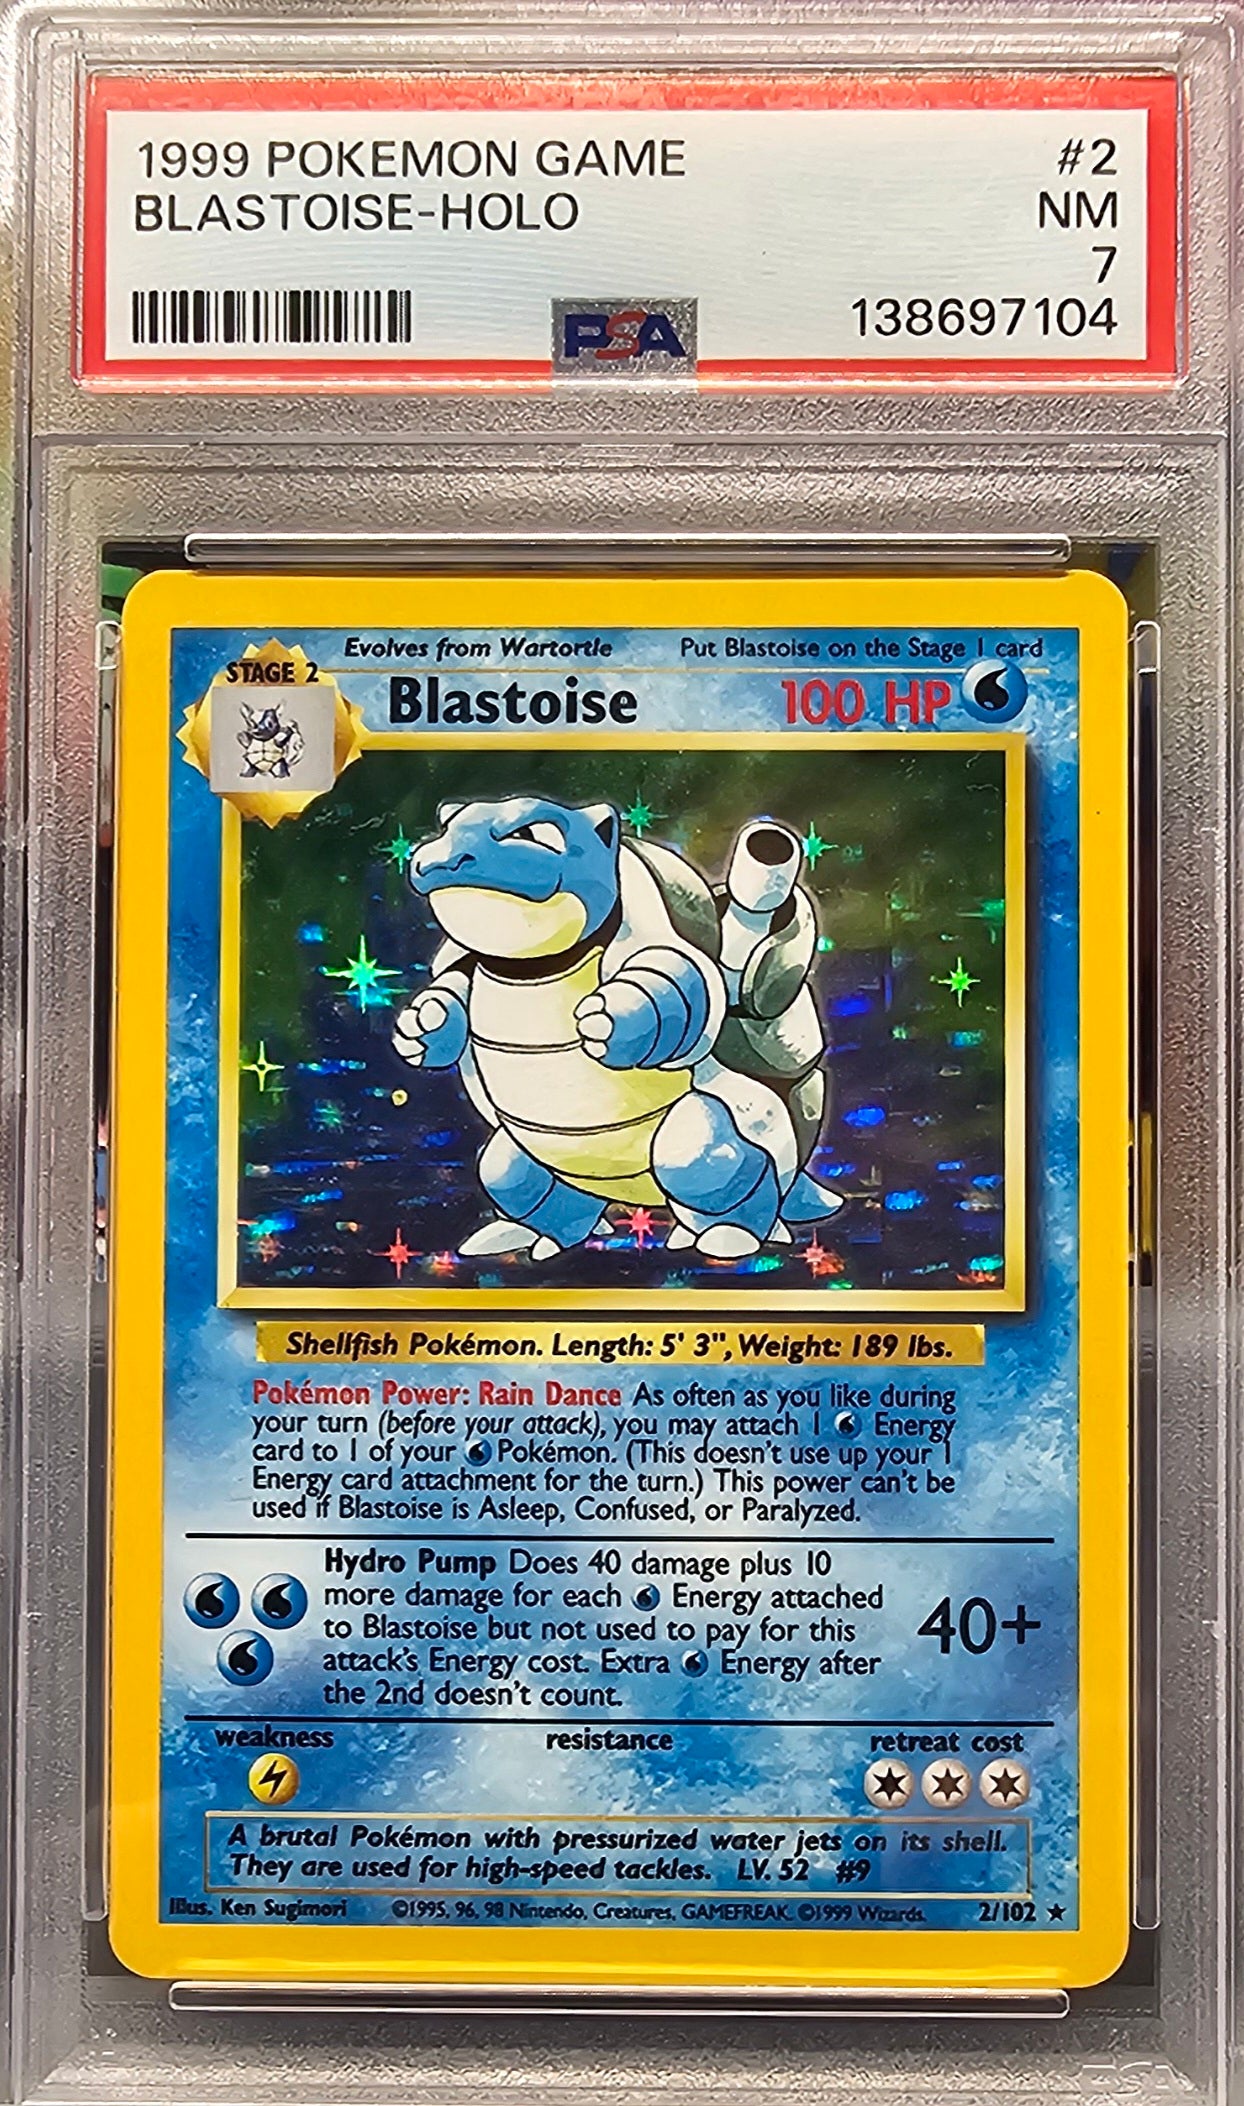 1999 POKEMON GAME #2
BLASTOISE-HOLO NM
7
PSA 138697104
Evolves from Wartortle Put Blastoise on the Stage 1 card
STAGE 2
Blastoise 100 HP
Shellfish Pokémon. Length: 5' 3", Weight: 189 lbs.
Pokémon Power: Rain Dance As often as you like during
your turn (before your attack), you may attach 1 Energy
card to 1 of your Pokémon. (This doesn't use up your 1
Energy card attachment for the turn.) This power can't be
used if Blastoise is Asleep, Confused, or Paralyzed.
Hydro Pump Does 40 damage plus 10
more damage for each Energy attached
to Blastoise but not used to pay for this
attack's Energy cost. Extra Energy after
the 2nd doesn't count.
40+
weakness resistance retreat cost
A brutal Pokémon with pressurized water jets on its shell.
They are used for high-speed tackles. LV. 52 #9
Illus. Ken Sugimori ©1995, 96, 98 Nintendo, Creatures, GAMEFREAK. ©1999 Wizards. 2/102 ★
PSA